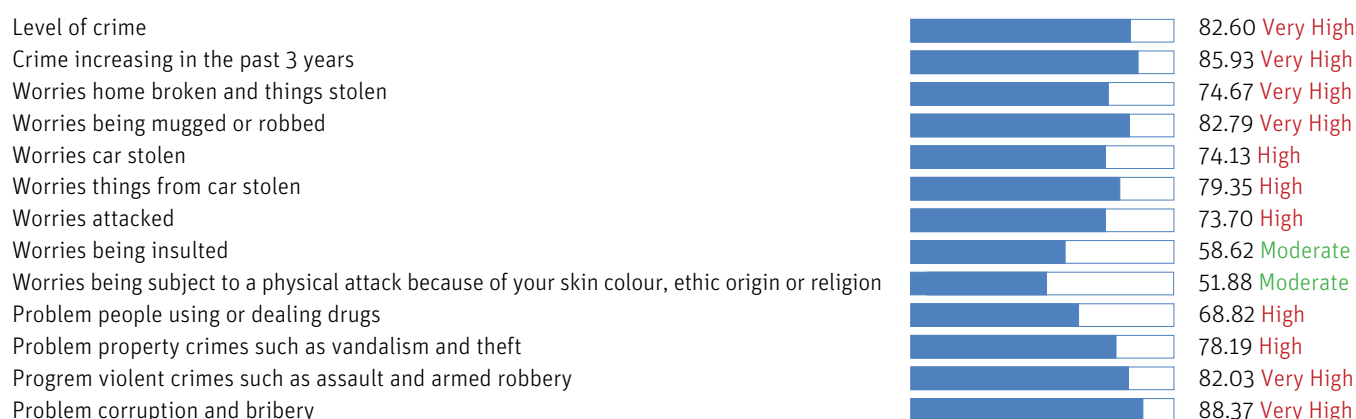 Level of crime 82.60 Very High
Crime increasing in the past 3 years 85.93 Very High
Worries home broken and things stolen 74.67 Very High
Worries being mugged or robbed 82.79 Very High
Worries car stolen 74.13 High
Worries things from car stolen 79.35 High
Worries attacked 73.70 High
Worries being insulted 58.62 Moderate
Worries being subject to a physical attack because of your skin colour, ethic origin or religion 51.88 Moderate
Problem people using or dealing drugs 68.82 High
Problem property crimes such as vandalism and theft 78.19 High
Progrem violent crimes such as assault and armed robbery 82.03 Very High
Problem corruption and bribery 88.37 Very High